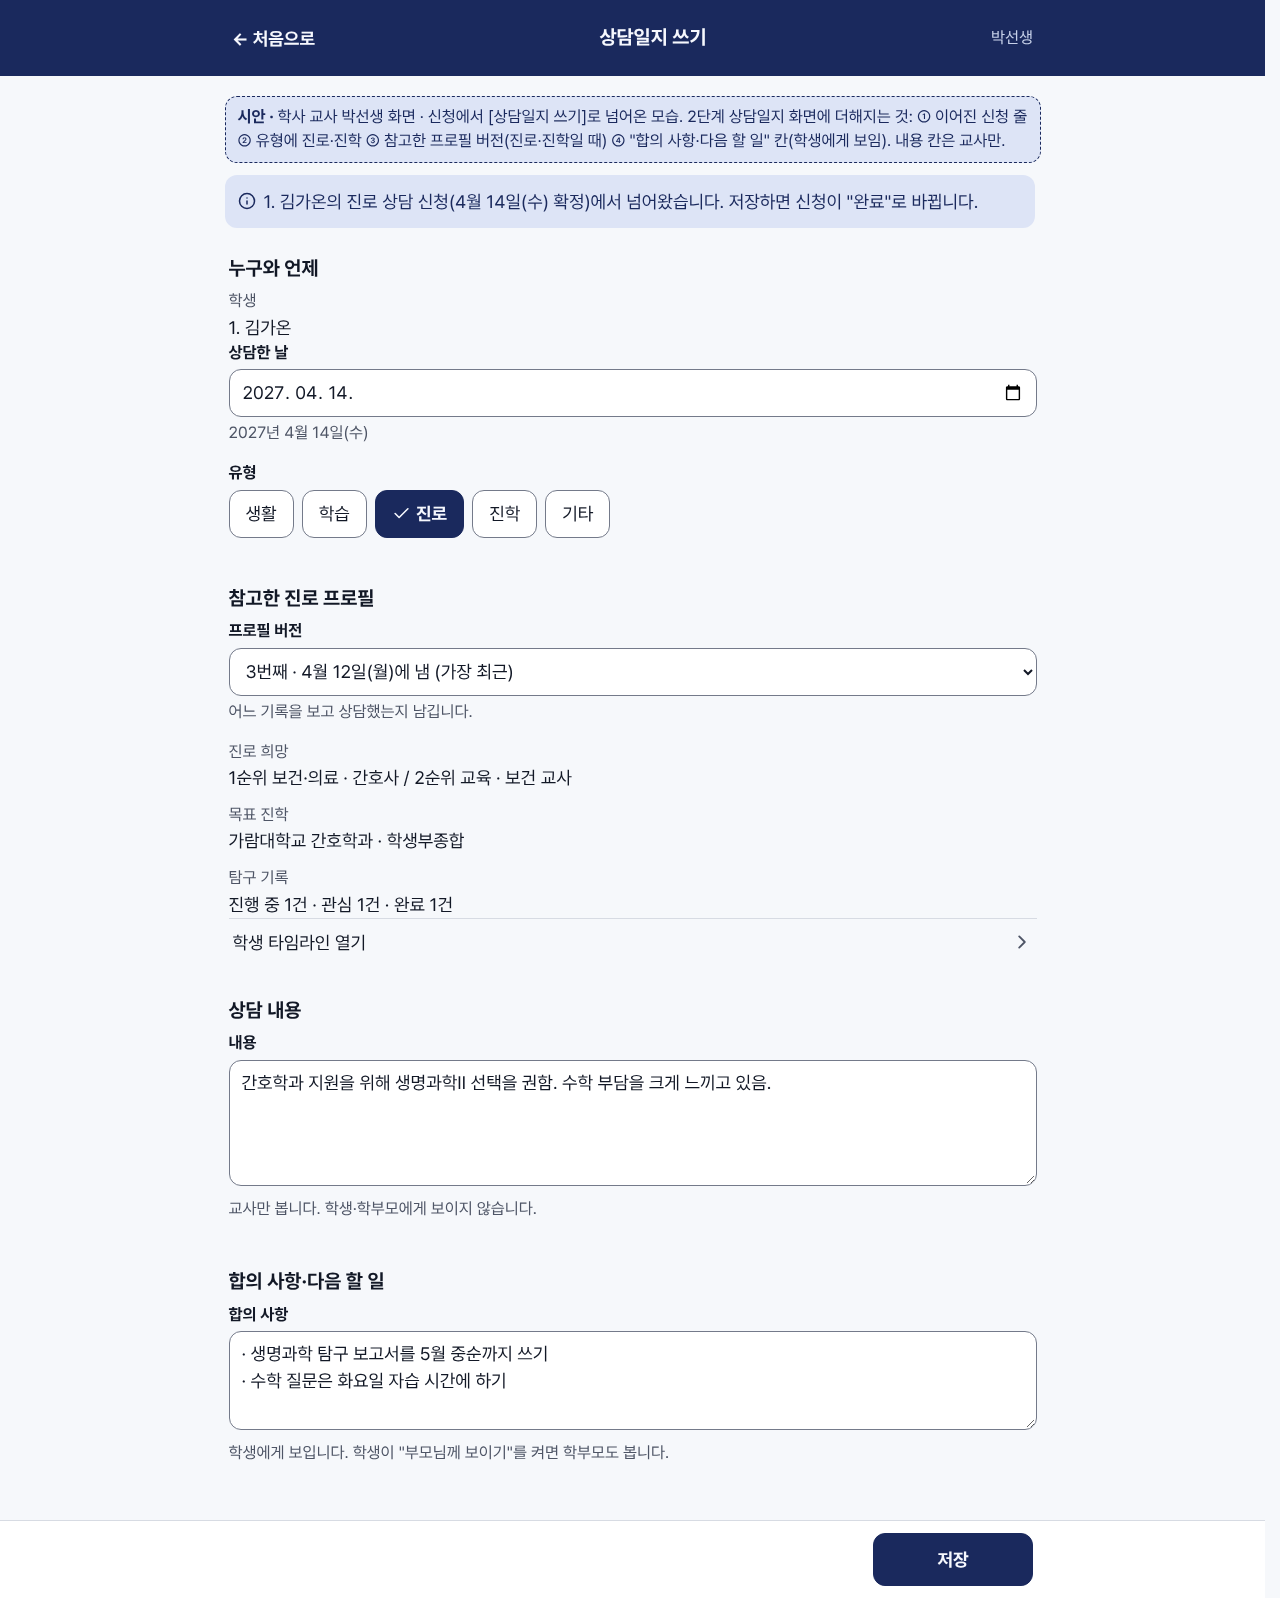 ← 처음으로
상담일지 쓰기
박선생
시안 · 학사 교사 박선생 화면 · 신청에서 [상담일지 쓰기]로 넘어온 모습. 2단계 상담일지 화면에 더해지는 것: ① 이어진 신청 줄
② 유형에 진로·진학 ③ 참고한 프로필 버전(진로·진학일 때) ④ "합의 사항·다음 할 일" 칸(학생에게 보임). 내용 칸은 교사만.
1. 김가온의 진로 상담 신청(4월 14일(수) 확정)에서 넘어왔습니다. 저장하면 신청이 "완료"로 바뀝니다.
누구와 언제
학생
1. 김가온
상담한 날
2027. 04. 14.
2027년 4월 14일(수)
유형
생활
학습
✓ 진로
진학
기타
참고한 진로 프로필
프로필 버전
3번째 · 4월 12일(월)에 냄 (가장 최근)
어느 기록을 보고 상담했는지 남깁니다.
진로 희망
1순위 보건·의료 · 간호사 / 2순위 교육 · 보건 교사
목표 진학
가람대학교 간호학과 · 학생부종합
탐구 기록
진행 중 1건 · 관심 1건 · 완료 1건
학생 타임라인 열기
상담 내용
내용
간호학과 지원을 위해 생명과학II 선택을 권함. 수학 부담을 크게 느끼고 있음.
교사만 봅니다. 학생·학부모에게 보이지 않습니다.
합의 사항·다음 할 일
합의 사항
· 생명과학 탐구 보고서를 5월 중순까지 쓰기
· 수학 질문은 화요일 자습 시간에 하기
학생에게 보입니다. 학생이 "부모님께 보이기"를 켜면 학부모도 봅니다.
저장